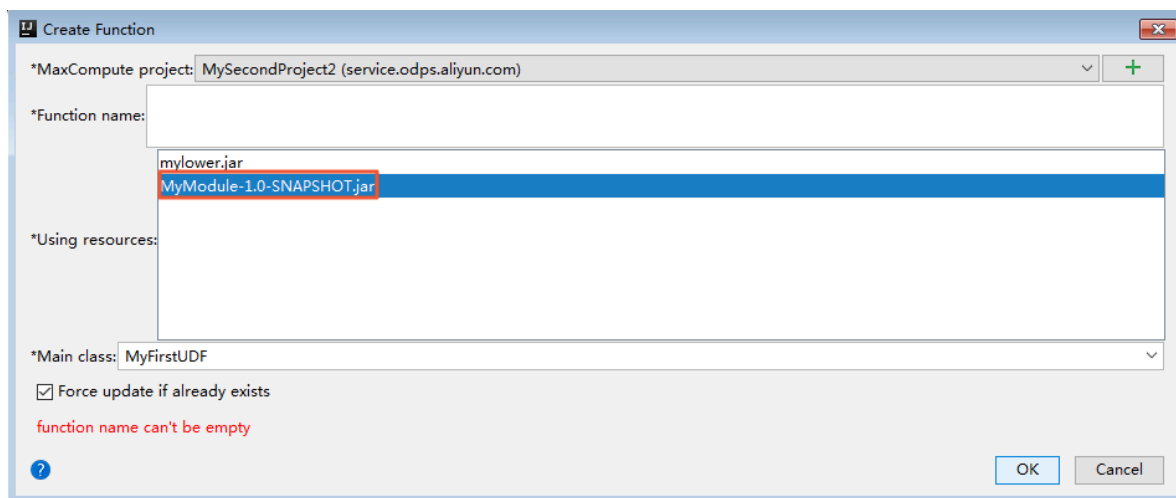 Create Function
*MaxCompute project: MySecondProject2 (service.odps.aliyun.com)
*Function name:
mylower.jar
MyModule-1.0-SNAPSHOT.jar
*Using resources:
*Main class: MyFirstUDF
Force update if already exists
function name can't be empty
OK Cancel